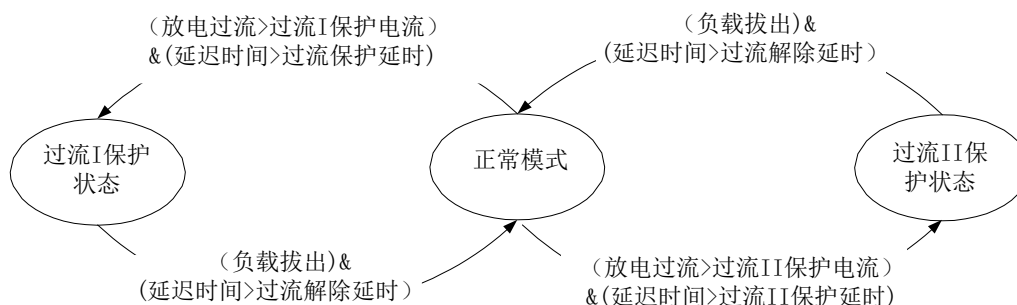 （放电过流>过流I保护电流）
&(延迟时间>过流保护延时)
（负载拔出)&
(延迟时间>过流解除延时）
过流I保护
状态
正常模式
过流II保
护状态
（负载拔出)&
(延迟时间>过流解除延时）
（放电过流>过流II保护电流）
&(延迟时间>过流II保护延时)